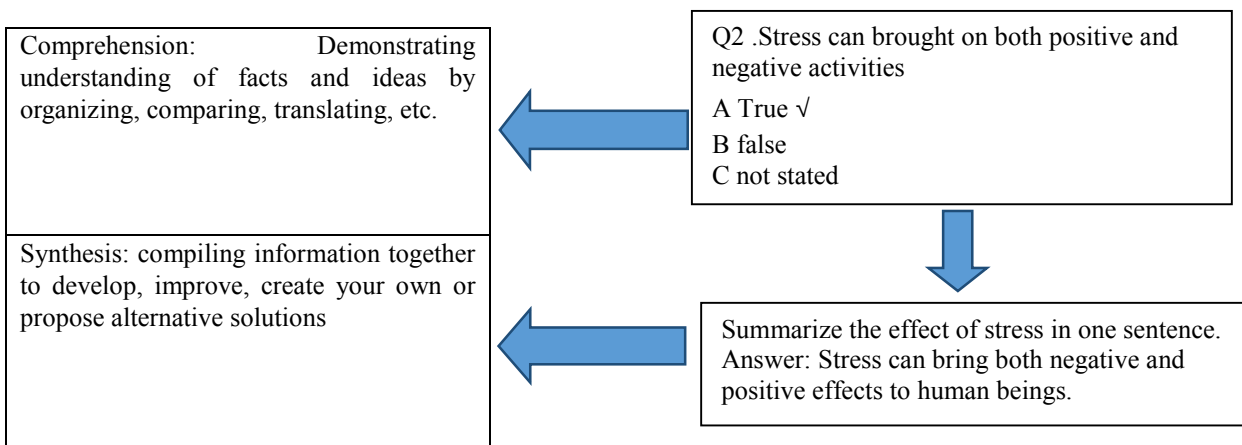 Comprehension: Demonstrating
understanding of facts and ideas by
organizing, comparing, translating, etc.
Q2 .Stress can brought on both positive and
negative activities
A True √
B false
C not stated
Synthesis: compiling information together
to develop, improve, create your own or
propose alternative solutions
Summarize the effect of stress in one sentence.
Answer: Stress can bring both negative and
positive effects to human beings.